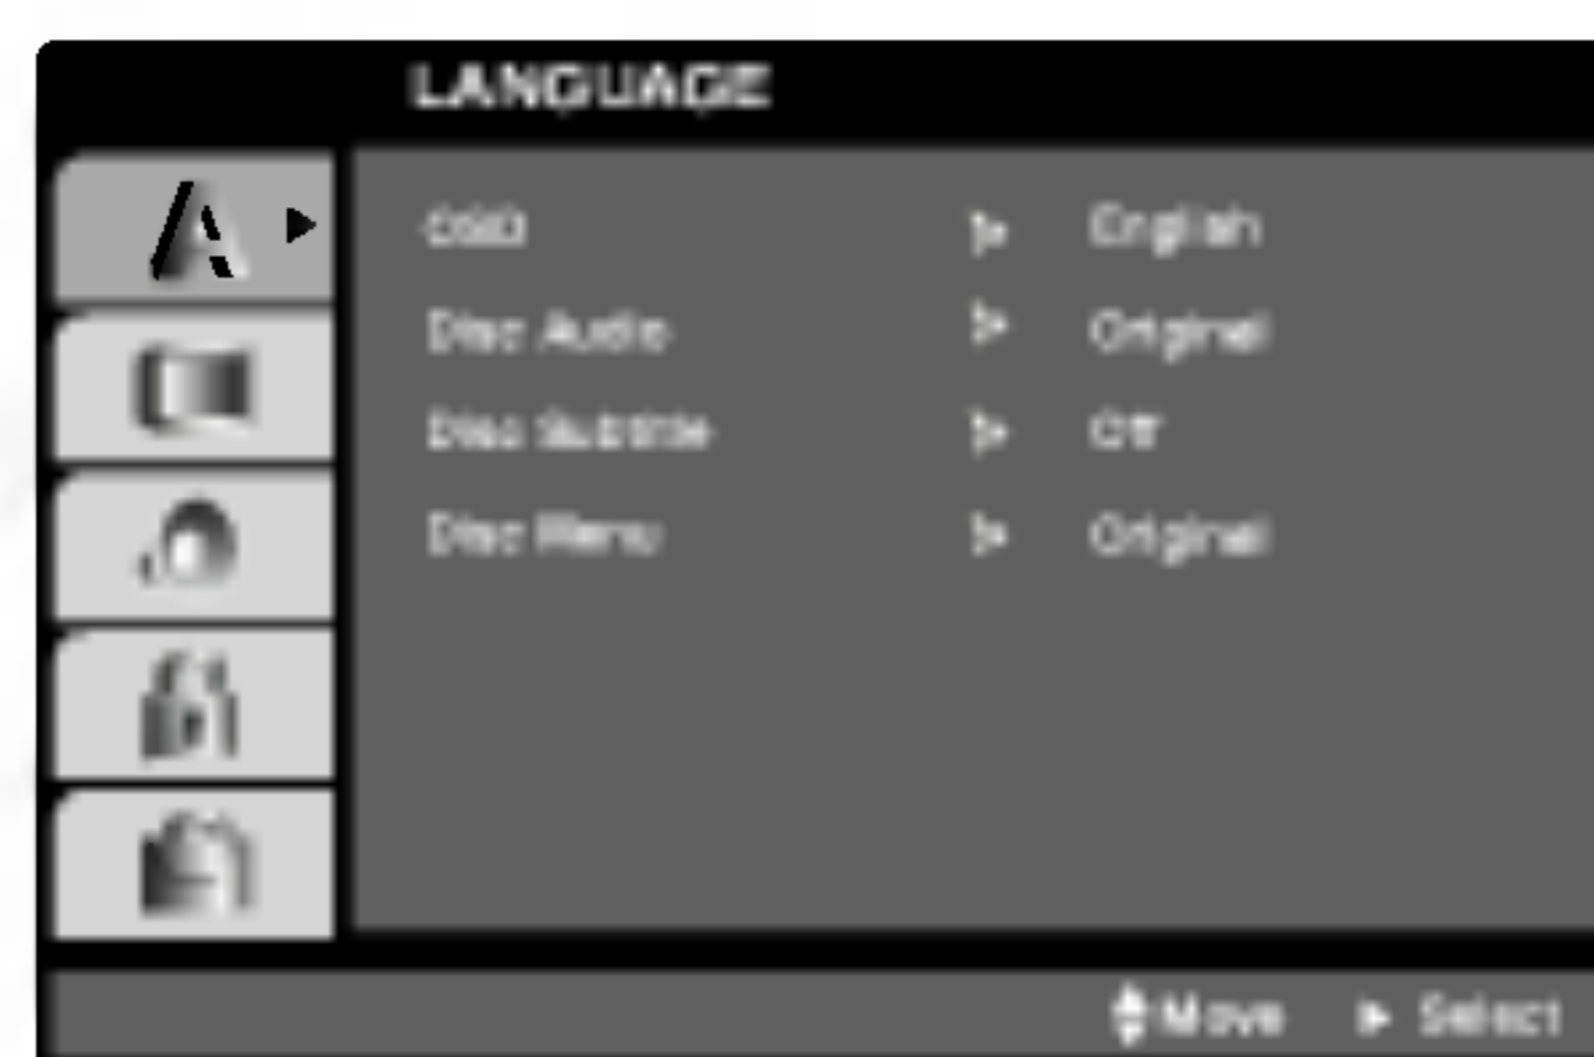 LANGUAGE
OSD English
Disc Audio Original
Disc Subtitle Off
Disc Menu Original
Move Select